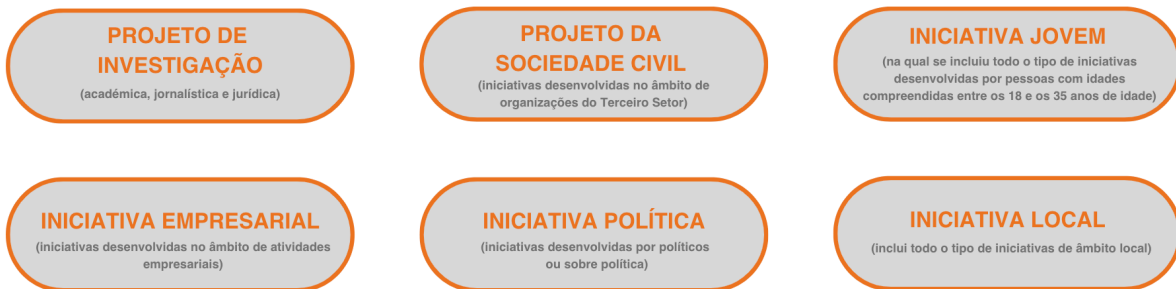 PROJETO DE
INVESTIGAÇÃO
(académica, jornalística e jurídica)
PROJETO DA
SOCIEDADE CIVIL
(iniciativas desenvolvidas no âmbito de
organizações do Terceiro Setor)
INICIATIVA JOVEM
(na qual se incluiu todo o tipo de iniciativas
desenvolvidas por pessoas com idades
compreendidas entre os 18 e os 35 anos de idade)
INICIATIVA EMPRESARIAL
(iniciativas desenvolvidas no âmbito de atividades
empresariais)
INICIATIVA POLÍTICA
(iniciativas desenvolvidas por políticos
ou sobre política)
INICIATIVA LOCAL
(inclui todo o tipo de iniciativas de âmbito local)